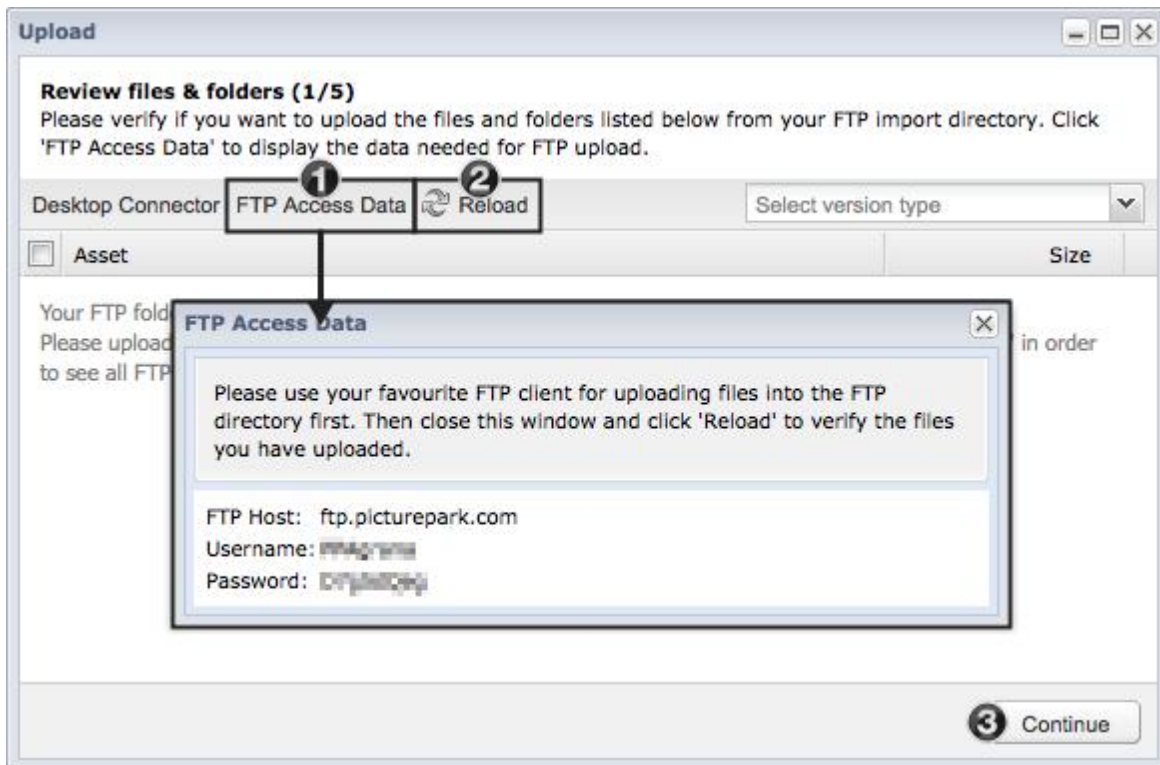 Upload
Review files & folders (1/5)
Please verify if you want to upload the files and folders listed below from your FTP import directory. Click
'FTP Access Data' to display the data needed for FTP upload.
1 2
Desktop Connector FTP Access Data Reload Select version type
Asset Size
Your FTP
Please upload in order
to see all FTP
FTP Access Data
Please use your favourite FTP client for uploading files into the FTP
directory first. Then close this window and click 'Reload' to verify the files
you have uploaded.
FTP Host: ftp.picturepark.com
Username:
Password:
3 Continue